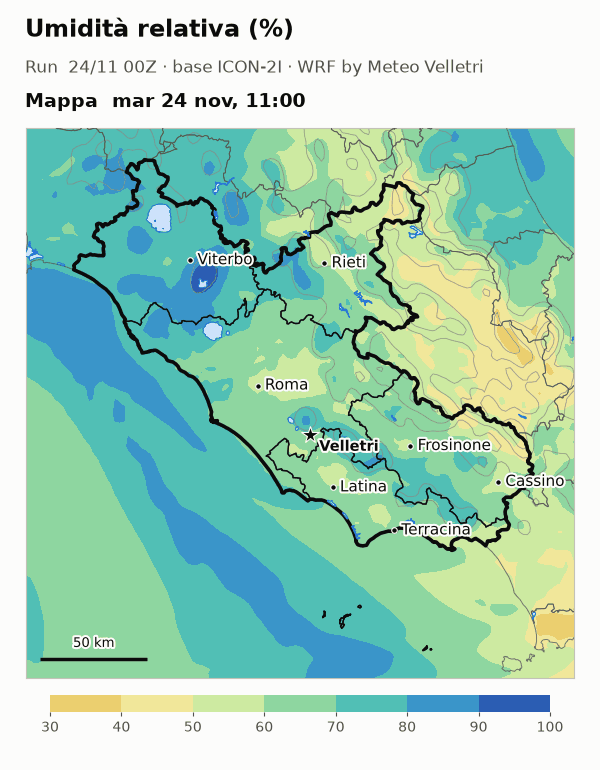 Umidità relativa (%)
Run  24/11 00Z · base ICON-2I · WRF by Meteo Velletri
Mappa  mar 24 nov, 11:00
Viterbo
Rieti
Roma
Velletri
Frosinone
Cassino
Latina
Terracina
50 km
30 40 50 60 70 80 90 100